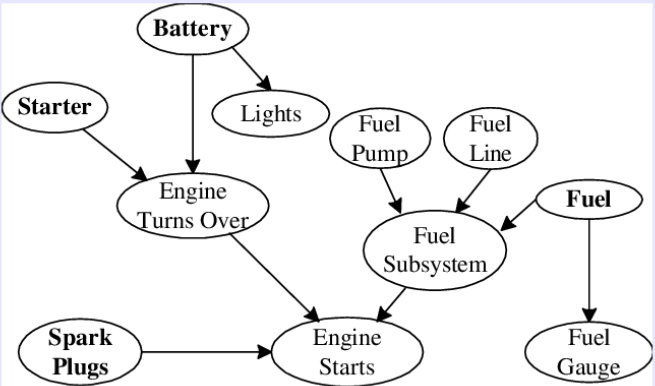 Battery
Starter
Lights
Fuel
Pump
Fuel
Line
Engine
Turns Over
Fuel
Fuel
Subsystem
Spark
Plugs
Engine
Starts
Fuel
Gauge